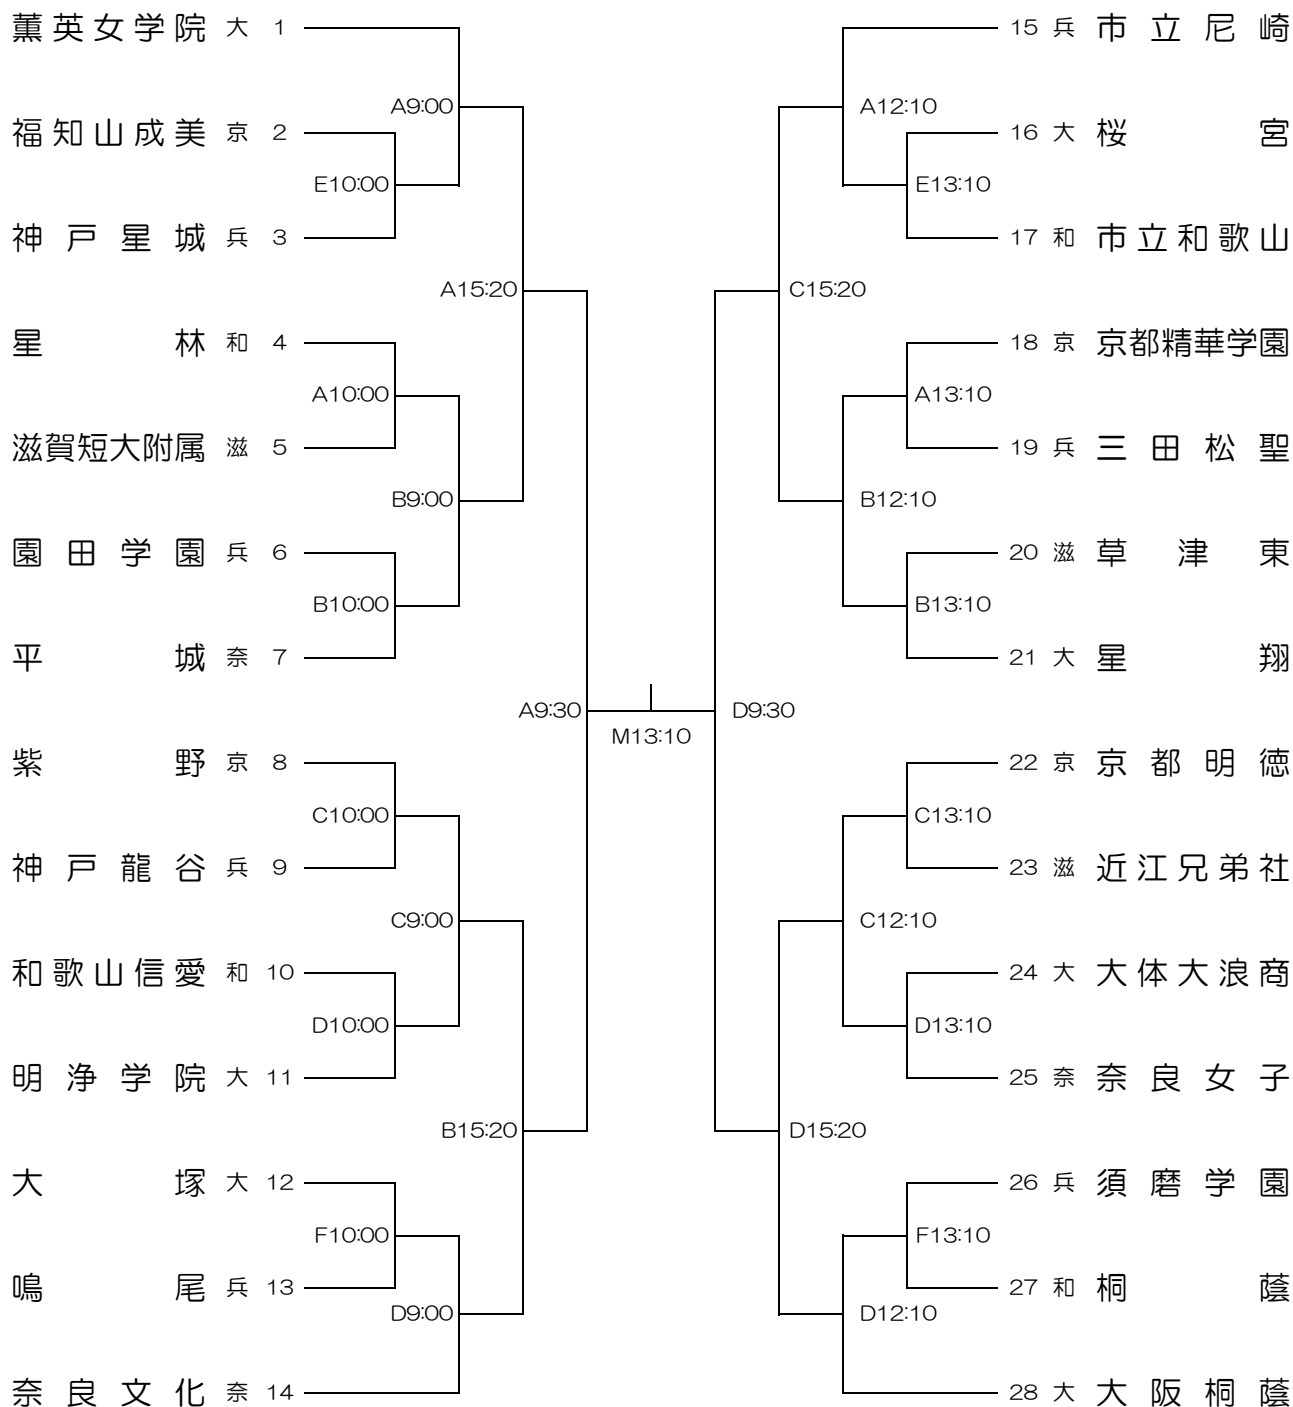 薫英女学院 大 1
15 兵 市立尼崎
A9:00
A12:10
福知山成美 京 2
16 大 桜宮
E10:00
E13:10
神戸星城 兵 3
17 和 市立和歌山
A15:20
C15:20
星林 和 4
18 京 京都精華学園
A10:00
A13:10
滋賀短大附属 滋 5
19 兵 三田松聖
B9:00
B12:10
園田学園 兵 6
20 滋 草津東
B10:00
B13:10
平城 奈 7
21 大 星翔
A9:30
D9:30
M13:10
紫野 京 8
22 京 京都明徳
C10:00
C13:10
神戸龍谷 兵 9
23 滋 近江兄弟社
C9:00
C12:10
和歌山信愛 和 10
24 大 大体大浪商
D10:00
D13:10
明浄学院 大 11
25 奈 奈良女子
B15:20
D15:20
大塚 大 12
26 兵 須磨学園
F10:00
F13:10
鳴尾 兵 13
27 和 桐蔭
D9:00
D12:10
奈良文化 奈 14
28 大 大阪桐蔭